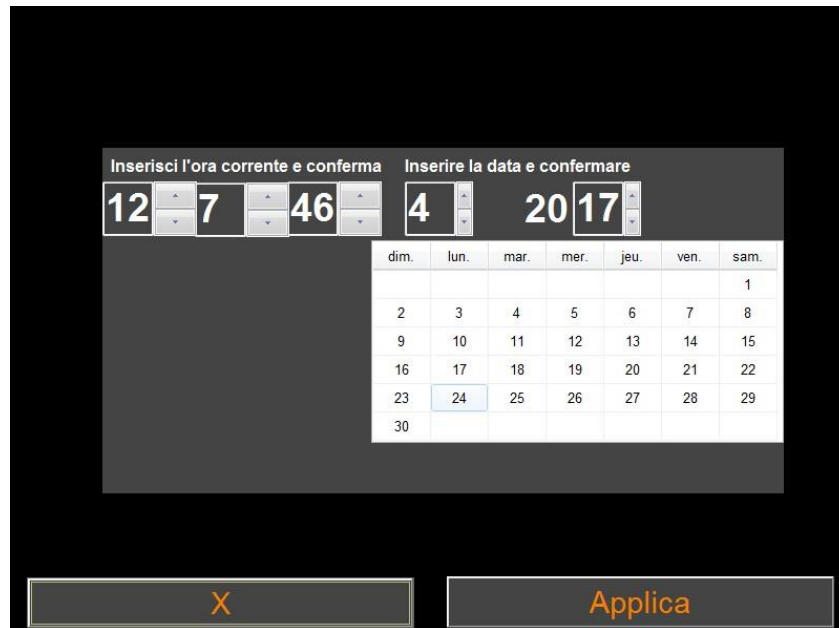 Inserisci l'ora corrente e conferma Inserire la data e confermare
12 7 46 4 20 17
dim. lun. mar. mer. jeu. ven. sam.
1
2 3 4 5 6 7 8
9 10 11 12 13 14 15
16 17 18 19 20 21 22
23 24 25 26 27 28 29
30
X Applica